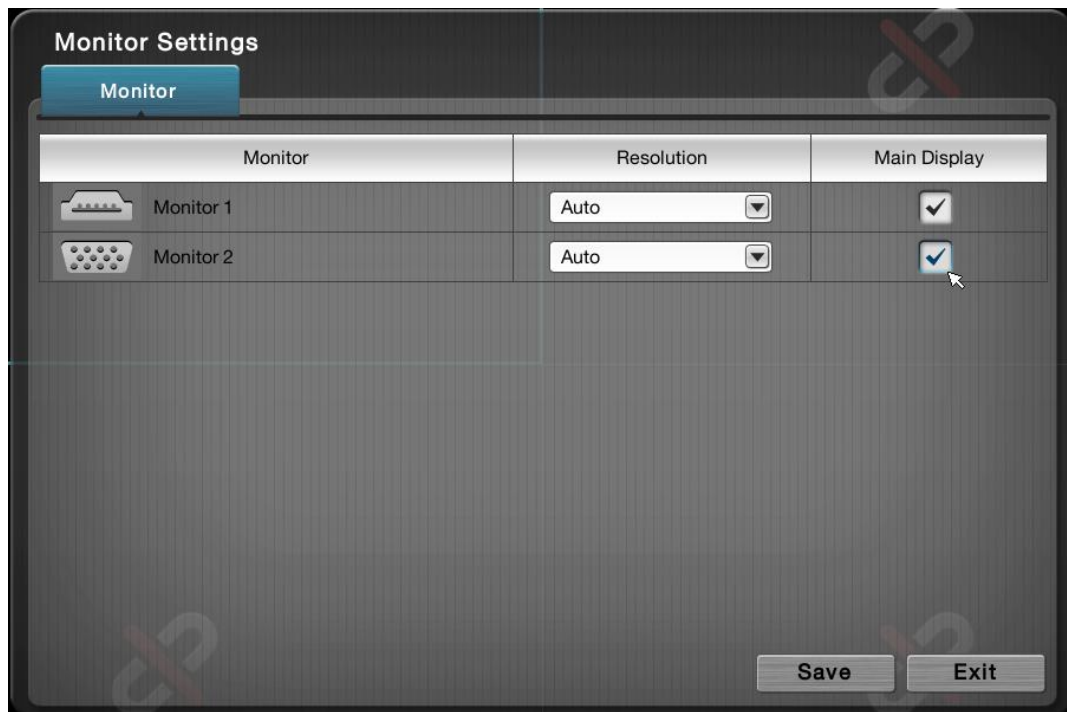 Monitor Settings
Monitor
Monitor Resolution Main Display
Monitor 1 Auto
Monitor 2 Auto
Save Exit